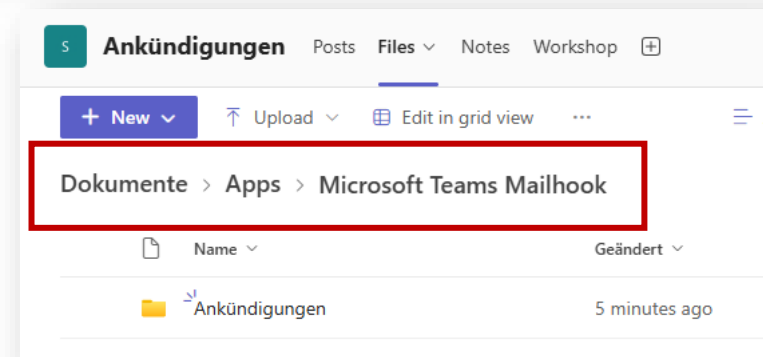 S Ankündigungen Posts Files Notes Workshop
New Upload Edit in grid view ...
Dokumente > Apps > Microsoft Teams Mailhook
Name Geändert
Ankündigungen 5 minutes ago